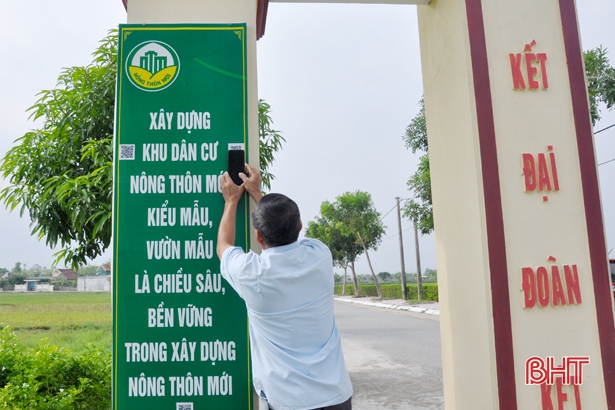 NÔNG THÔN MỚI
XÂY DỰNG
KHU DÂN CƯ
NÔNG THÔN MỚI
KIỂU MẪU,
VƯỜN MẪU
LÀ CHIỀU SÂU,
BỀN VỮNG
TRONG XÂY DỰNG
NÔNG THÔN MỚI
KẾT
ĐẠI
ĐOÀN
KẾT
BHT